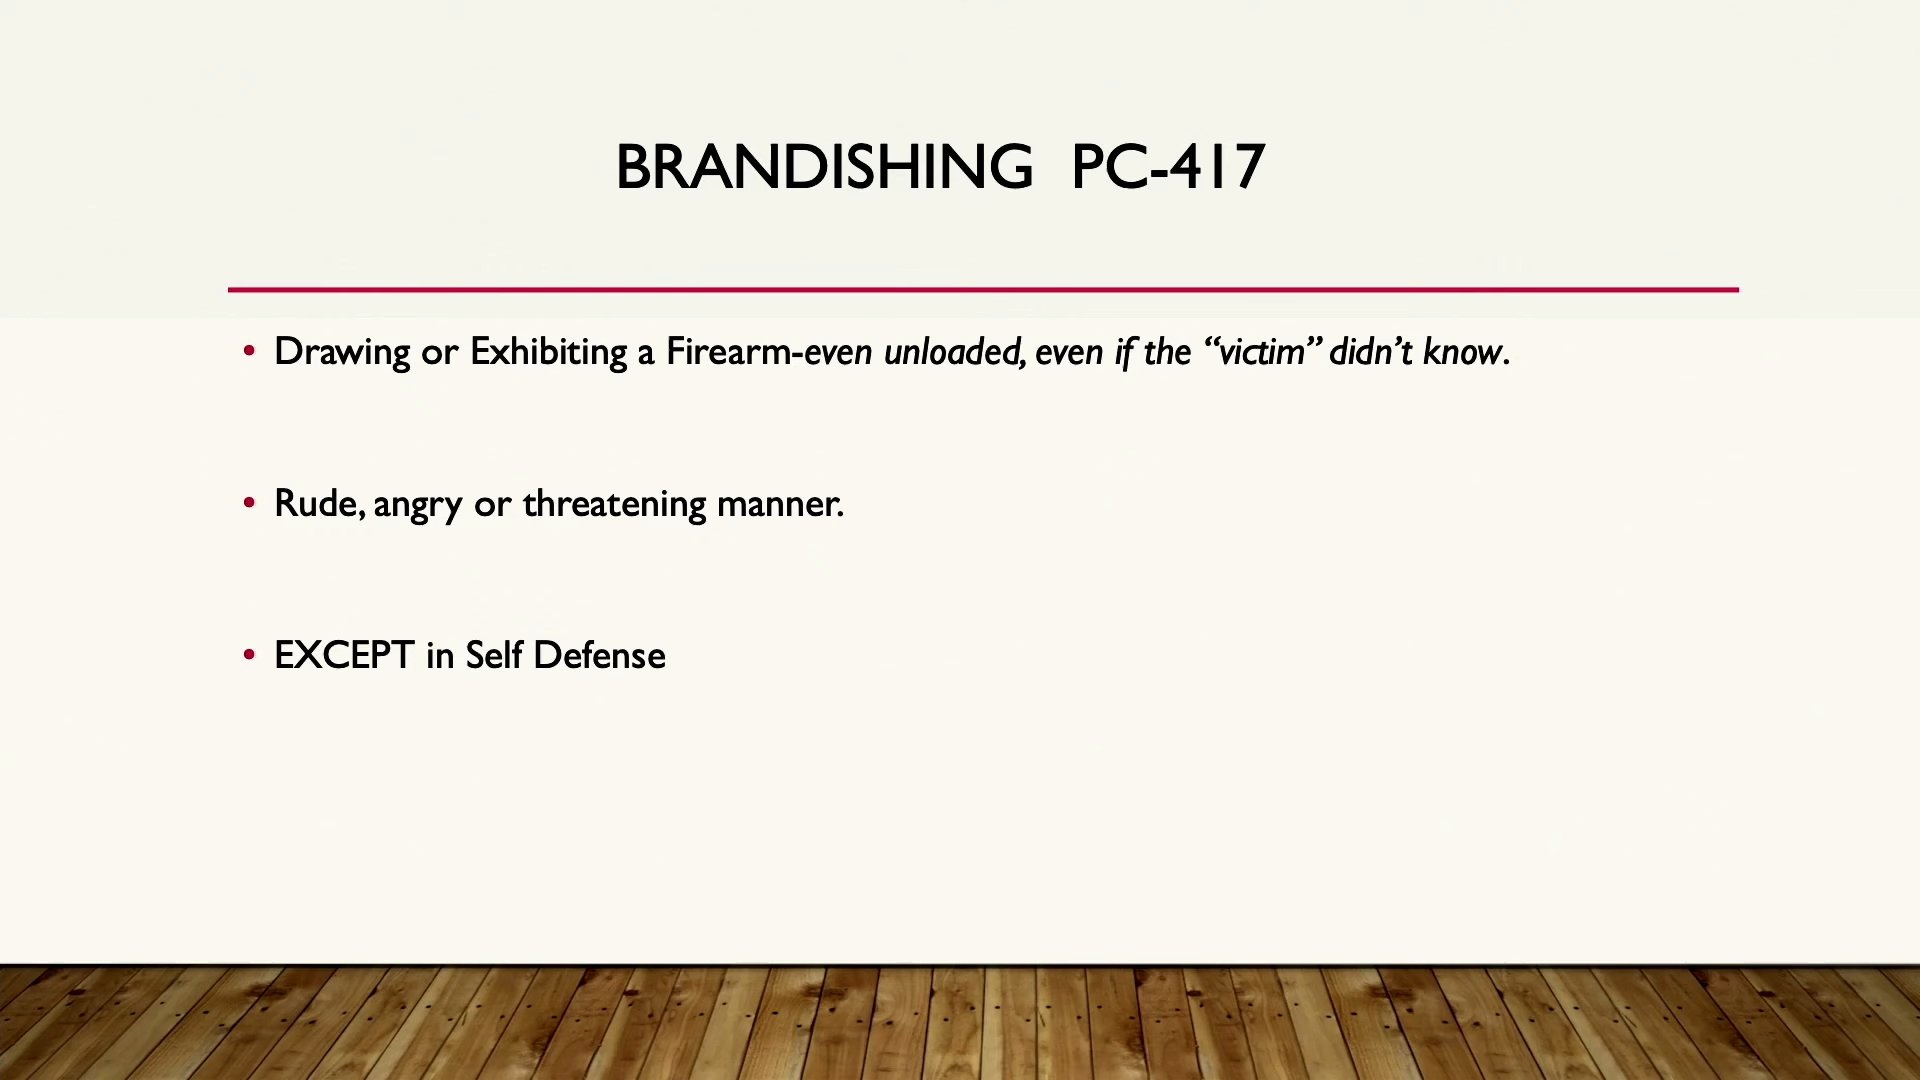 BRANDISHING  PC-417
• Drawing or Exhibiting a Firearm-even unloaded, even if the “victim” didn’t know.
• Rude, angry or threatening manner.
• EXCEPT in Self Defense